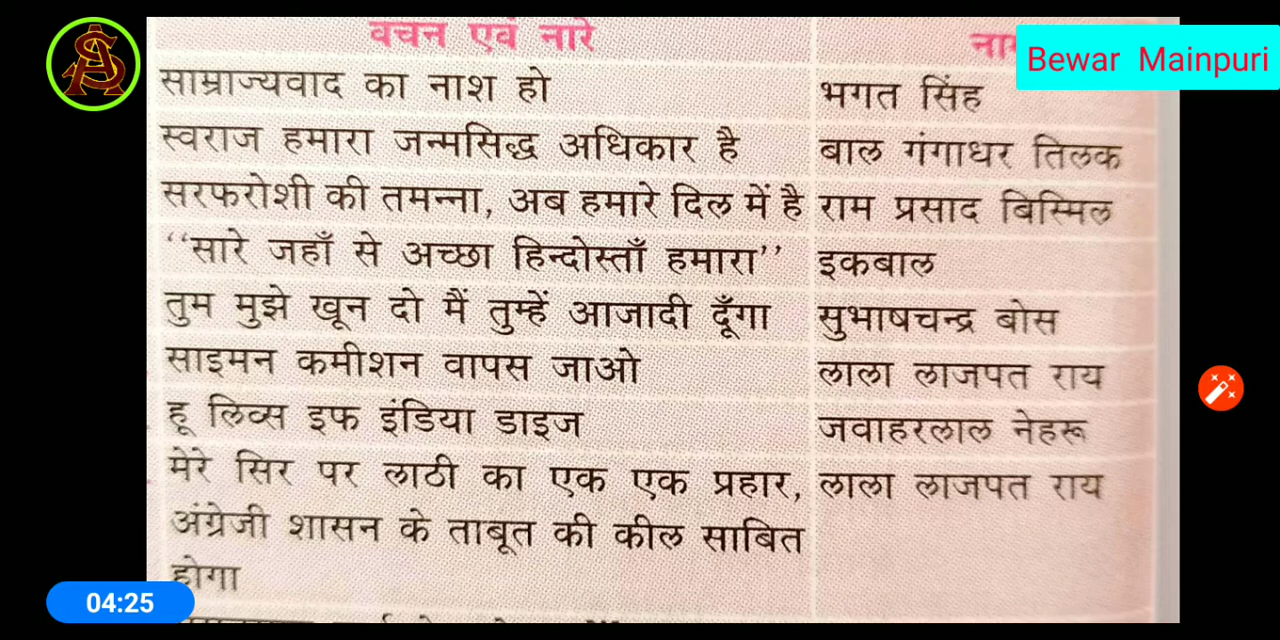 वचन एवं नारे
Bewar Mainpuri
साम्राज्यवाद का नाश हो भगत सिंह
स्वराज हमारा जन्मसिद्ध अधिकार है बाल गंगाधर तिलक
सरफरोशी की तमन्ना, अब हमारे दिल में है राम प्रसाद बिस्मिल
‘‘सारे जहाँ से अच्छा हिन्दोस्ताँ हमारा’’ इकबाल
तुम मुझे खून दो मैं तुम्हें आजादी दूँगा सुभाषचन्द्र बोस
साइमन कमीशन वापस जाओ लाला लाजपत राय
हू लिव्स इफ इंडिया डाइज जवाहरलाल नेहरू
मेरे सिर पर लाठी का एक एक प्रहार, लाला लाजपत राय
अंग्रेजी शासन के ताबूत की कील साबित
होगा
04:25